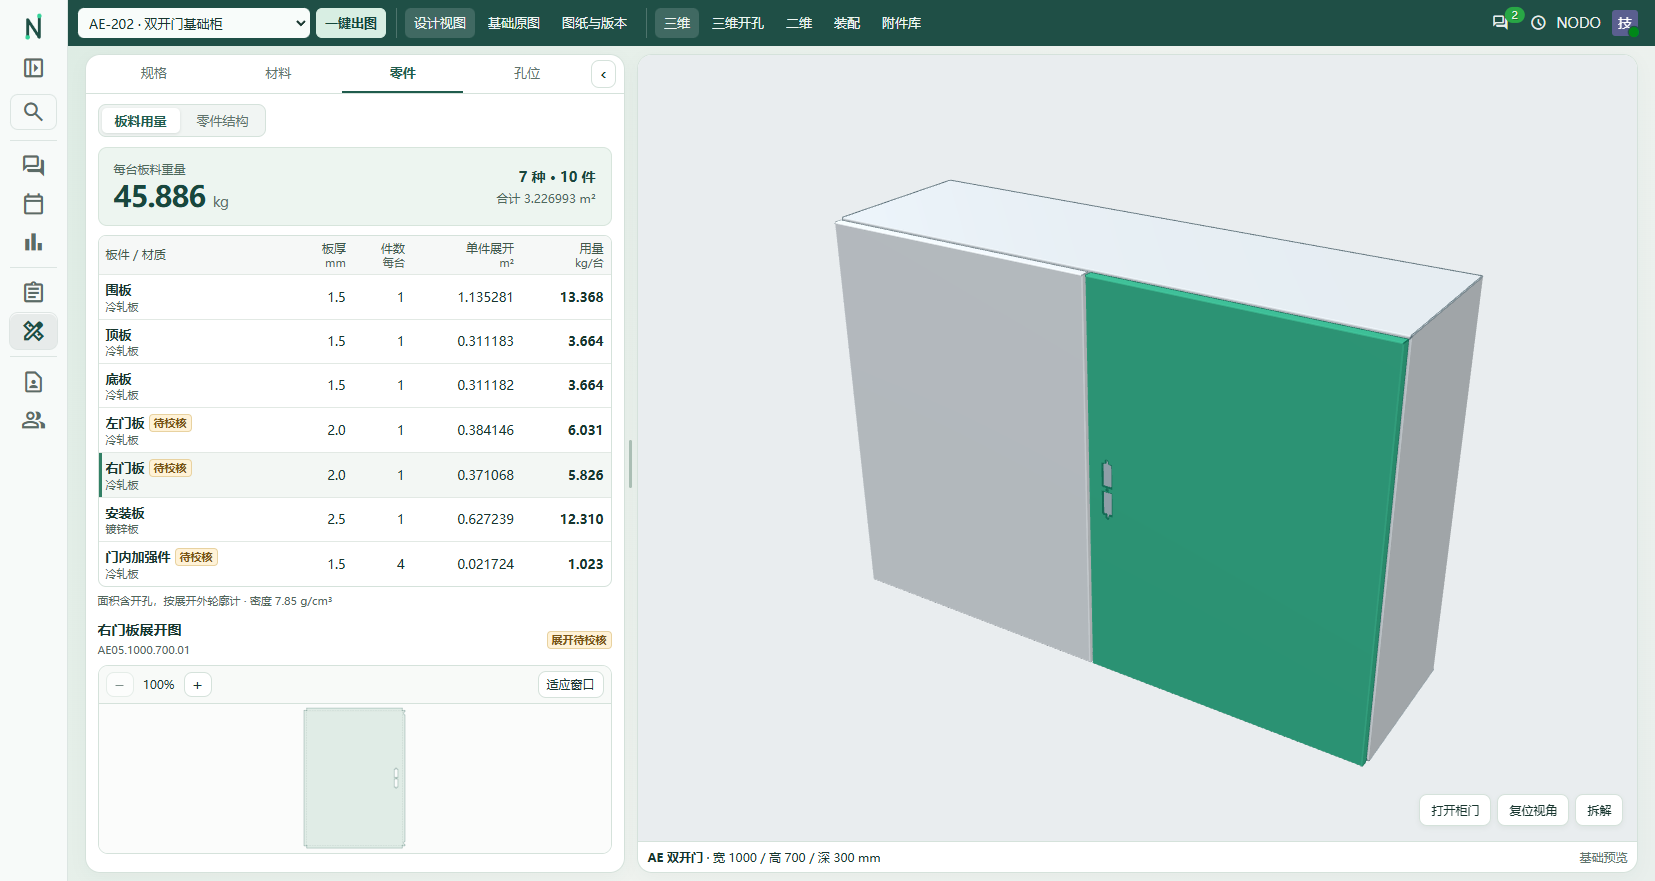 AE-202 · 双开门基础柜
一键出图
设计视图
基础原图
图纸与版本
三维
三维开孔
二维
装配
附件库
2
NODO
技
规格
材料
零件
孔位
板料用量
零件结构
每台板料重量
45.886 kg
7 种 • 10 件
合计 3.226993 m²
板件 / 材质 板厚 mm 件数 每台 单件展开 m² 用量 kg/台
围板 1.5 1 1.135281 13.368
冷轧板
顶板 1.5 1 0.311183 3.664
冷轧板
底板 1.5 1 0.311182 3.664
冷轧板
左门板 待校核 2.0 1 0.384146 6.031
冷轧板
右门板 待校核 2.0 1 0.371068 5.826
冷轧板
安装板 2.5 1 0.627239 12.310
镀锌板
门内加强件 待校核 1.5 4 0.021724 1.023
冷轧板
面积含开孔，按展开外轮廓计 · 密度 7.85 g/cm³
右门板展开图
AE05.1000.700.01
展开待校核
− 100% +
适应窗口
打开柜门
复位视角
拆解
AE 双开门 · 宽 1000 / 高 700 / 深 300 mm
基础预览